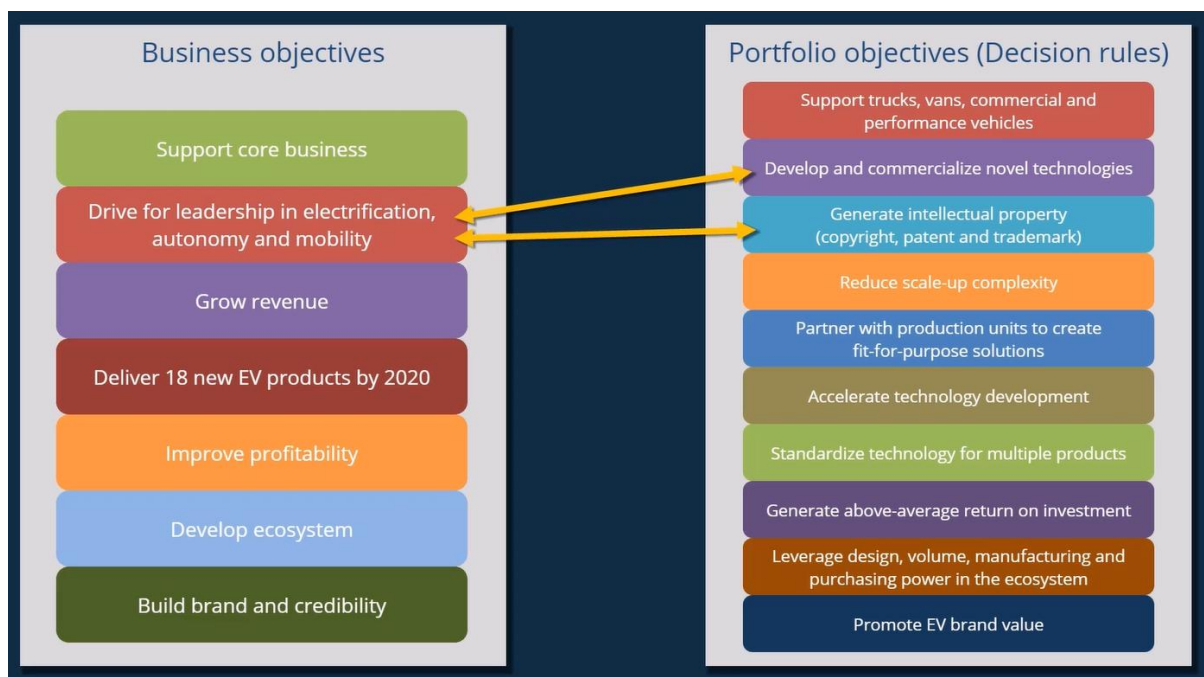 Business objectives
Support core business
Drive for leadership in electrification,
autonomy and mobility
Grow revenue
Deliver 18 new EV products by 2020
Improve profitability
Develop ecosystem
Build brand and credibility
Portfolio objectives (Decision rules)
Support trucks, vans, commercial and
performance vehicles
Develop and commercialize novel technologies
Generate intellectual property
(copyright, patent and trademark)
Reduce scale-up complexity
Partner with production units to create
fit-for-purpose solutions
Accelerate technology development
Standardize technology for multiple products
Generate above-average return on investment
Leverage design, volume, manufacturing and
purchasing power in the ecosystem
Promote EV brand value